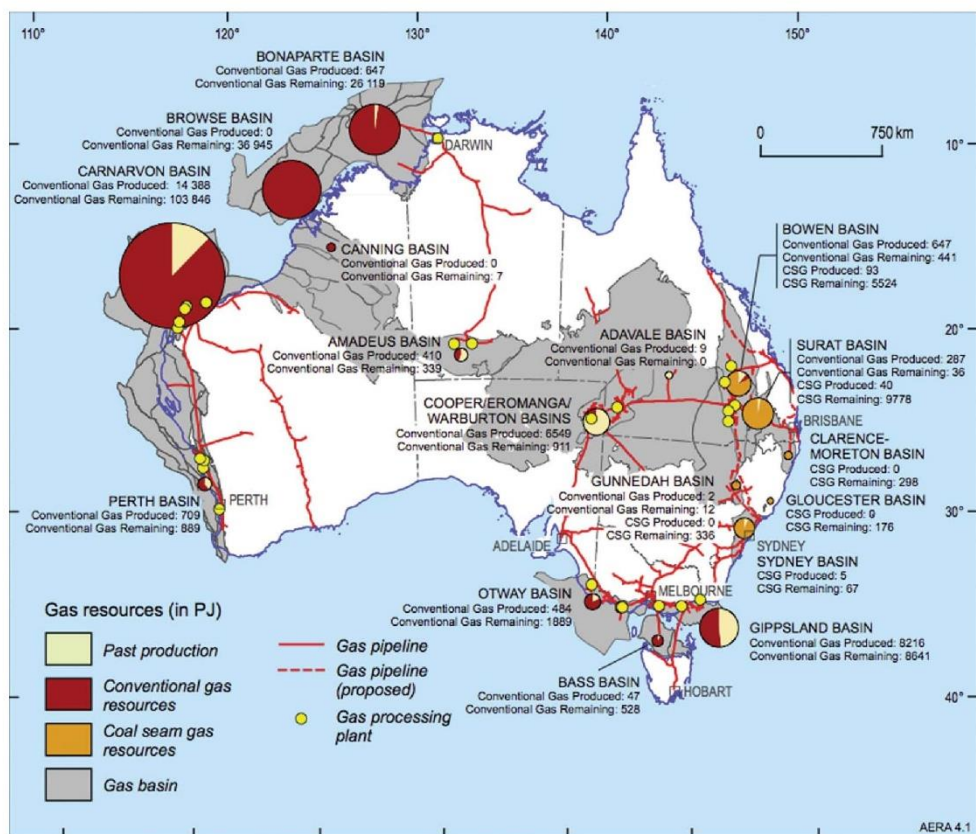 110°
120°
130°
140°
150°
BONAPARTE BASIN
Conventional Gas Produced: 647
Conventional Gas Remaining: 26 119
BROWSE BASIN
Conventional Gas Produced: 0
Conventional Gas Remaining: 36 945
CARNARVON BASIN
Conventional Gas Produced: 14 388
Conventional Gas Remaining: 103 846
DARWIN
0
750 km
10°
CANNING BASIN
Conventional Gas Produced: 0
Conventional Gas Remaining: 7
BOWEN BASIN
Conventional Gas Produced: 647
Conventional Gas Remaining: 441
CSG Produced: 93
CSG Remaining: 5524
20°
AMADEUS BASIN
Conventional Gas Produced: 410
Conventional Gas Remaining: 339
ADAVALE BASIN
Conventional Gas Produced: 9
Conventional Gas Remaining: 0
SURAT BASIN
Conventional Gas Produced: 287
Conventional Gas Remaining: 36
CSG Produced: 40
CSG Remaining: 9778
COOPER/EROMANGA/
WARBURTON BASINS
Conventional Gas Produced: 6549
Conventional Gas Remaining: 911
BRISBANE
CLARENCE-
MORETON BASIN
CSG Produced: 0
CSG Remaining: 298
GUNNEDAH BASIN
Conventional Gas Produced: 2
Conventional Gas Remaining: 12
CSG Produced: 0
CSG Remaining: 336
PERTH BASIN
Conventional Gas Produced: 709
Conventional Gas Remaining: 889
PERTH
30°
GLOUCESTER BASIN
CSG Produced: 0
CSG Remaining: 176
ADELAIDE
SYDNEY
SYDNEY BASIN
CSG Produced: 5
CSG Remaining: 67
OTWAY BASIN
Conventional Gas Produced: 484
Conventional Gas Remaining: 1889
MELBOURNE
GIPPSLAND BASIN
Conventional Gas Produced: 8216
Conventional Gas Remaining: 8641
BASS BASIN
Conventional Gas Produced: 47
Conventional Gas Remaining: 528
HOBART
40°
Gas resources (in PJ)
Past production
Conventional gas
resources
Coal seam gas
resources
Gas basin
Gas pipeline
Gas pipeline
(proposed)
Gas processing
plant
AERA 4.1